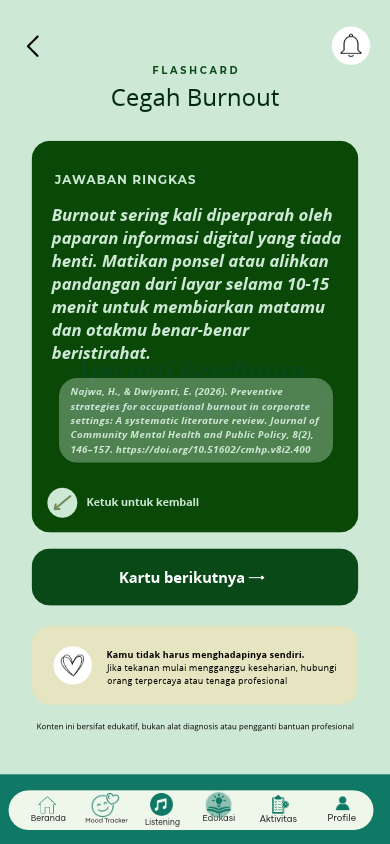 FLASHCARD
Cegah Burnout
JAWABAN RINGKAS
Burnout sering kali diperparah oleh
paparan informasi digital yang tiada
henti. Matikan ponsel atau alihkan
pandangan dari layar selama 10-15
menit untuk membiarkan matamu
dan otakmu benar-benar
beristirahat.
Najwa, H., & Dwiyanti, E. (2026). Preventive
strategies for occupational burnout in corporate
settings: A systematic literature review. Journal of
Community Mental Health and Public Policy, 8(2),
146–157. https://doi.org/10.51602/cmhp.v8i2.400
Ketuk untuk kembali
Kartu berikutnya →
Kamu tidak harus menghadapinya sendiri.
Jika tekanan mulai mengganggu keseharian, hubungi
orang terpercaya atau tenaga profesional
Konten ini bersifat edukatif, bukan alat diagnosis atau pengganti bantuan profesional
Beranda Mood Tracker Listening Edukasi Aktivitas Profile